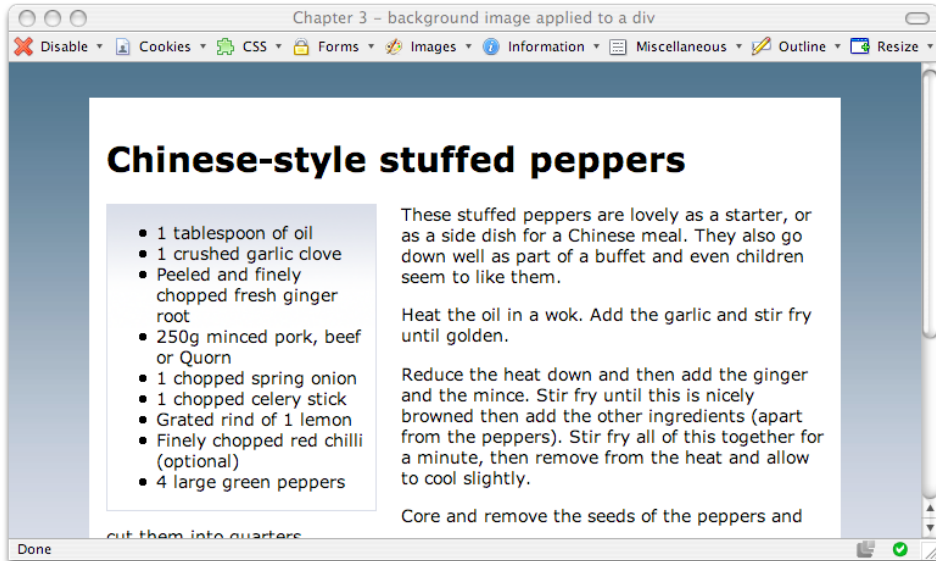 Chapter 3 – background image applied to a div
Disable Cookies CSS Forms Images Information Miscellaneous Outline Resize
Chinese-style stuffed peppers
• 1 tablespoon of oil
• 1 crushed garlic clove
• Peeled and finely
chopped fresh ginger
root
• 250g minced pork, beef
or Quorn
• 1 chopped spring onion
• 1 chopped celery stick
• Grated rind of 1 lemon
• Finely chopped red chilli
(optional)
• 4 large green peppers
These stuffed peppers are lovely as a starter, or
as a side dish for a Chinese meal. They also go
down well as part of a buffet and even children
seem to like them.
Heat the oil in a wok. Add the garlic and stir fry
until golden.
Reduce the heat down and then add the ginger
and the mince. Stir fry until this is nicely
browned then add the other ingredients (apart
from the peppers). Stir fry all of this together for
a minute, then remove from the heat and allow
to cool slightly.
Core and remove the seeds of the peppers and
cut them into quarters
Done